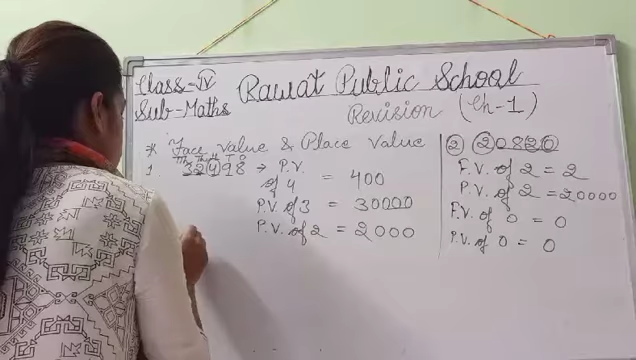 Class-IV
Sub-Maths
Rawat Public School
Revision (Ch-1)
* Face value & Place value
Tth Th H T O
1. 32498 → P.V. of 4 = 400
P.V. of 3 = 30000
P.V. of 2 = 2000
② 20820
F.V. of 2 = 2
P.V. of 2 = 20000
F.V. of 0 = 0
P.V. of 0 = 0